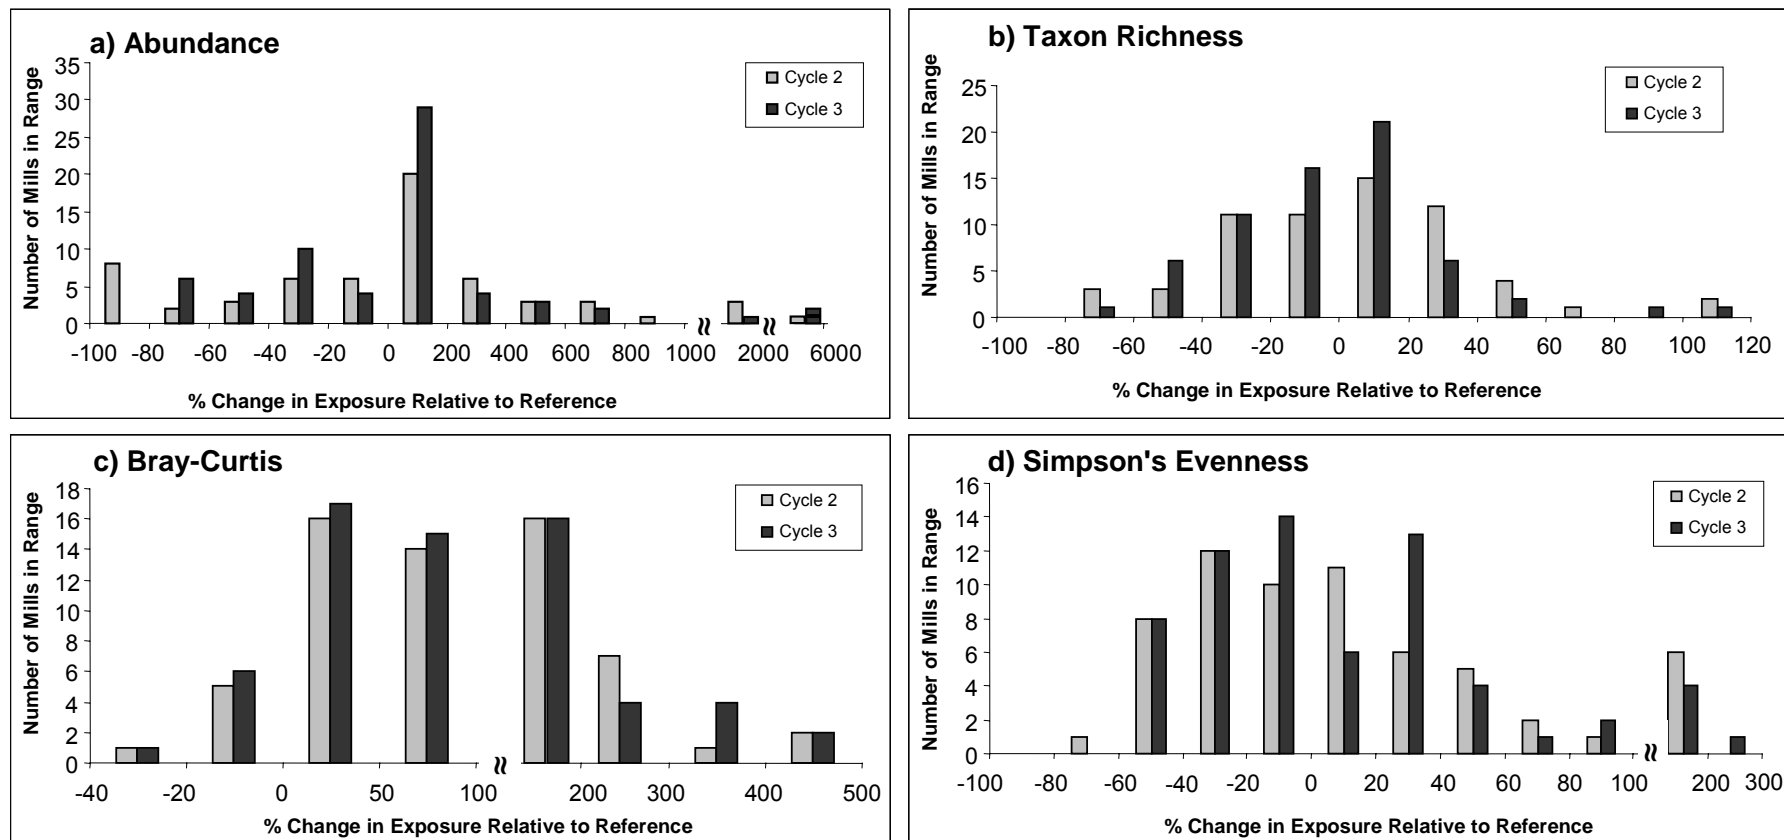 a) Abundance
Number of Mills in Range
35
30
25
20
15
10
5
0
Cycle 2
Cycle 3
-100 -80 -60 -40 -20 0 200 400 600 800 1000 2000 6000
% Change in Exposure Relative to Reference
b) Taxon Richness
Number of Mills in Range
25
20
15
10
5
0
Cycle 2
Cycle 3
-100 -80 -60 -40 -20 0 20 40 60 80 100 120
% Change in Exposure Relative to Reference
c) Bray-Curtis
Number of Mills in Range
18
16
14
12
10
8
6
4
2
0
Cycle 2
Cycle 3
-40 -20 0 50 100 200 300 400 500
% Change in Exposure Relative to Reference
d) Simpson's Evenness
Number of Mills in Range
16
14
12
10
8
6
4
2
0
Cycle 2
Cycle 3
-100 -80 -60 -40 -20 0 20 40 60 80 100 200 300
% Change in Exposure Relative to Reference